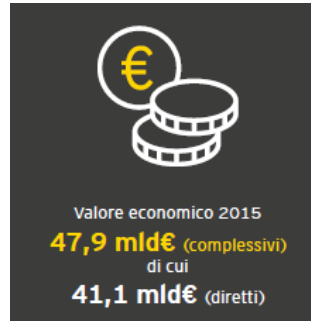 €
Valore economico 2015
47,9 mld€ (complessivi)
di cui
41,1 mld€ (diretti)